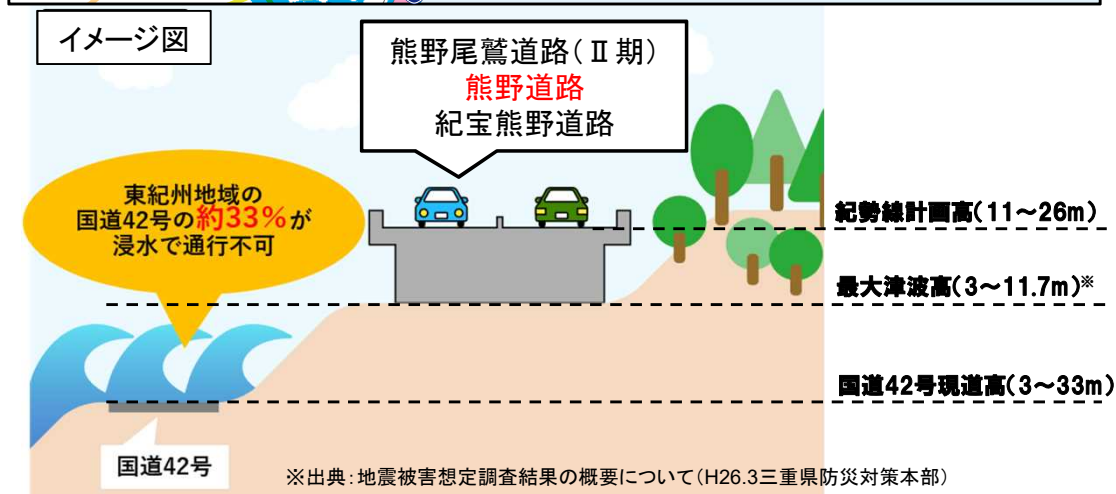 イメージ図
熊野尾鷲道路(Ⅱ期)
熊野道路
紀宝熊野道路
東紀州地域の
国道42号の約33%が
浸水で通行不可
紀勢線計画高(11~26m)
最大津波高(3~11.7m)※
国道42号現道高(3~33m)
国道42号
※出典:地震被害想定調査結果の概要について(H26.3三重県防災対策本部)